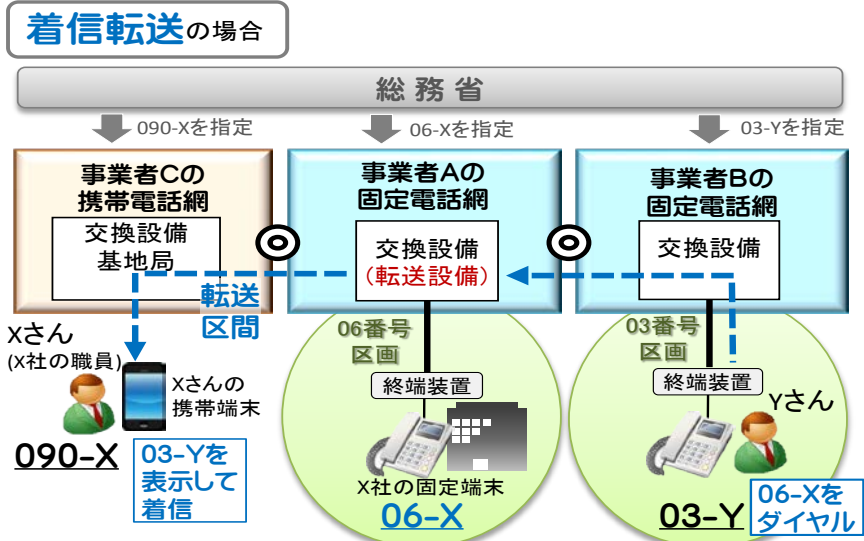 着信転送の場合
総務省
090-Xを指定
06-Xを指定
03-Yを指定
事業者Cの
携帯電話網
交換設備
基地局
事業者Aの
固定電話網
交換設備
(転送設備)
事業者Bの
固定電話網
交換設備
転送
区間
Xさん
(X社の職員)
Xさんの
携帯端末
090-X
03-Yを
表示して
着信
06番号
区画
終端装置
X社の固定端末
06-X
03番号
区画
終端装置
Yさん
03-Y
06-Xを
ダイヤル